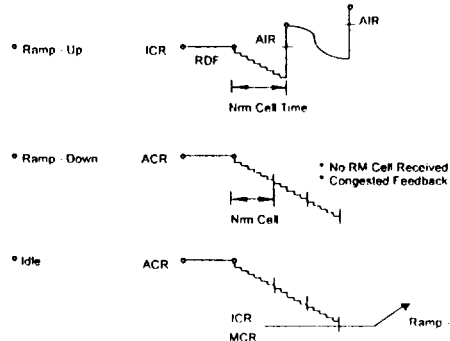 AIR
AIR
• Ramp - Up
ICR
RDF
Nrm Cell Time
• Ramp - Down
ACR
• No RM Cell Received
• Congested Feedback
Nrm Cell
• Idle
ACR
ICR
MCR
Ramp -